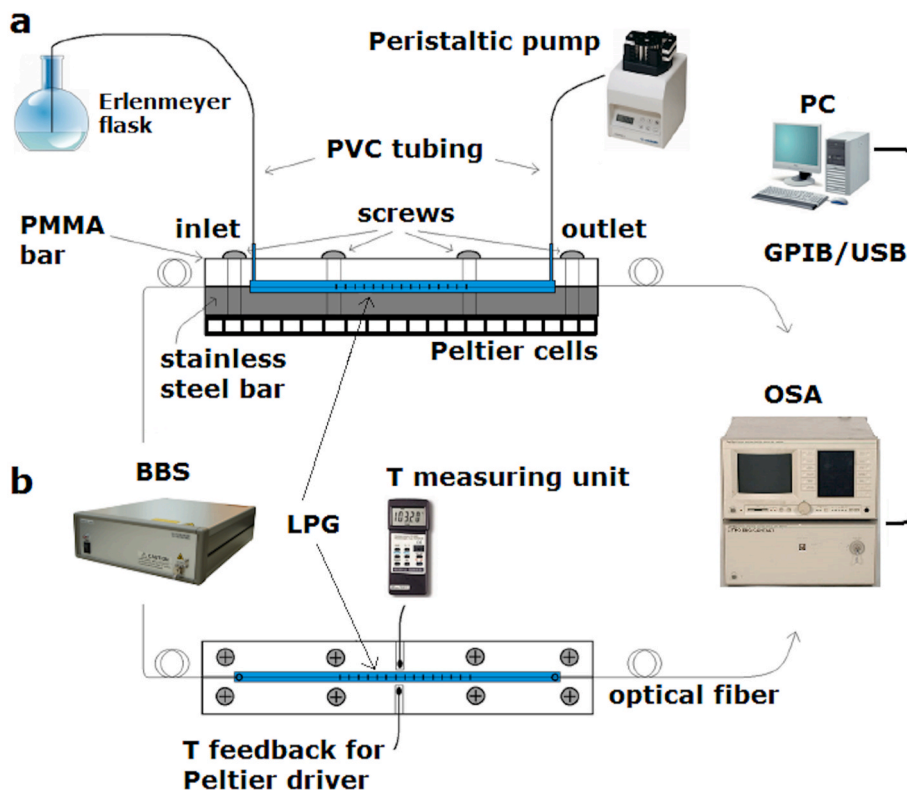 a
Peristaltic pump
Erlenmeyer
flask
PC
PVC tubing
PMMA
bar
inlet
screws
outlet
GPIB/USB
stainless
steel bar
Peltier cells
OSA
b
BBS
T measuring unit
LPG
optical fiber
T feedback for
Peltier driver